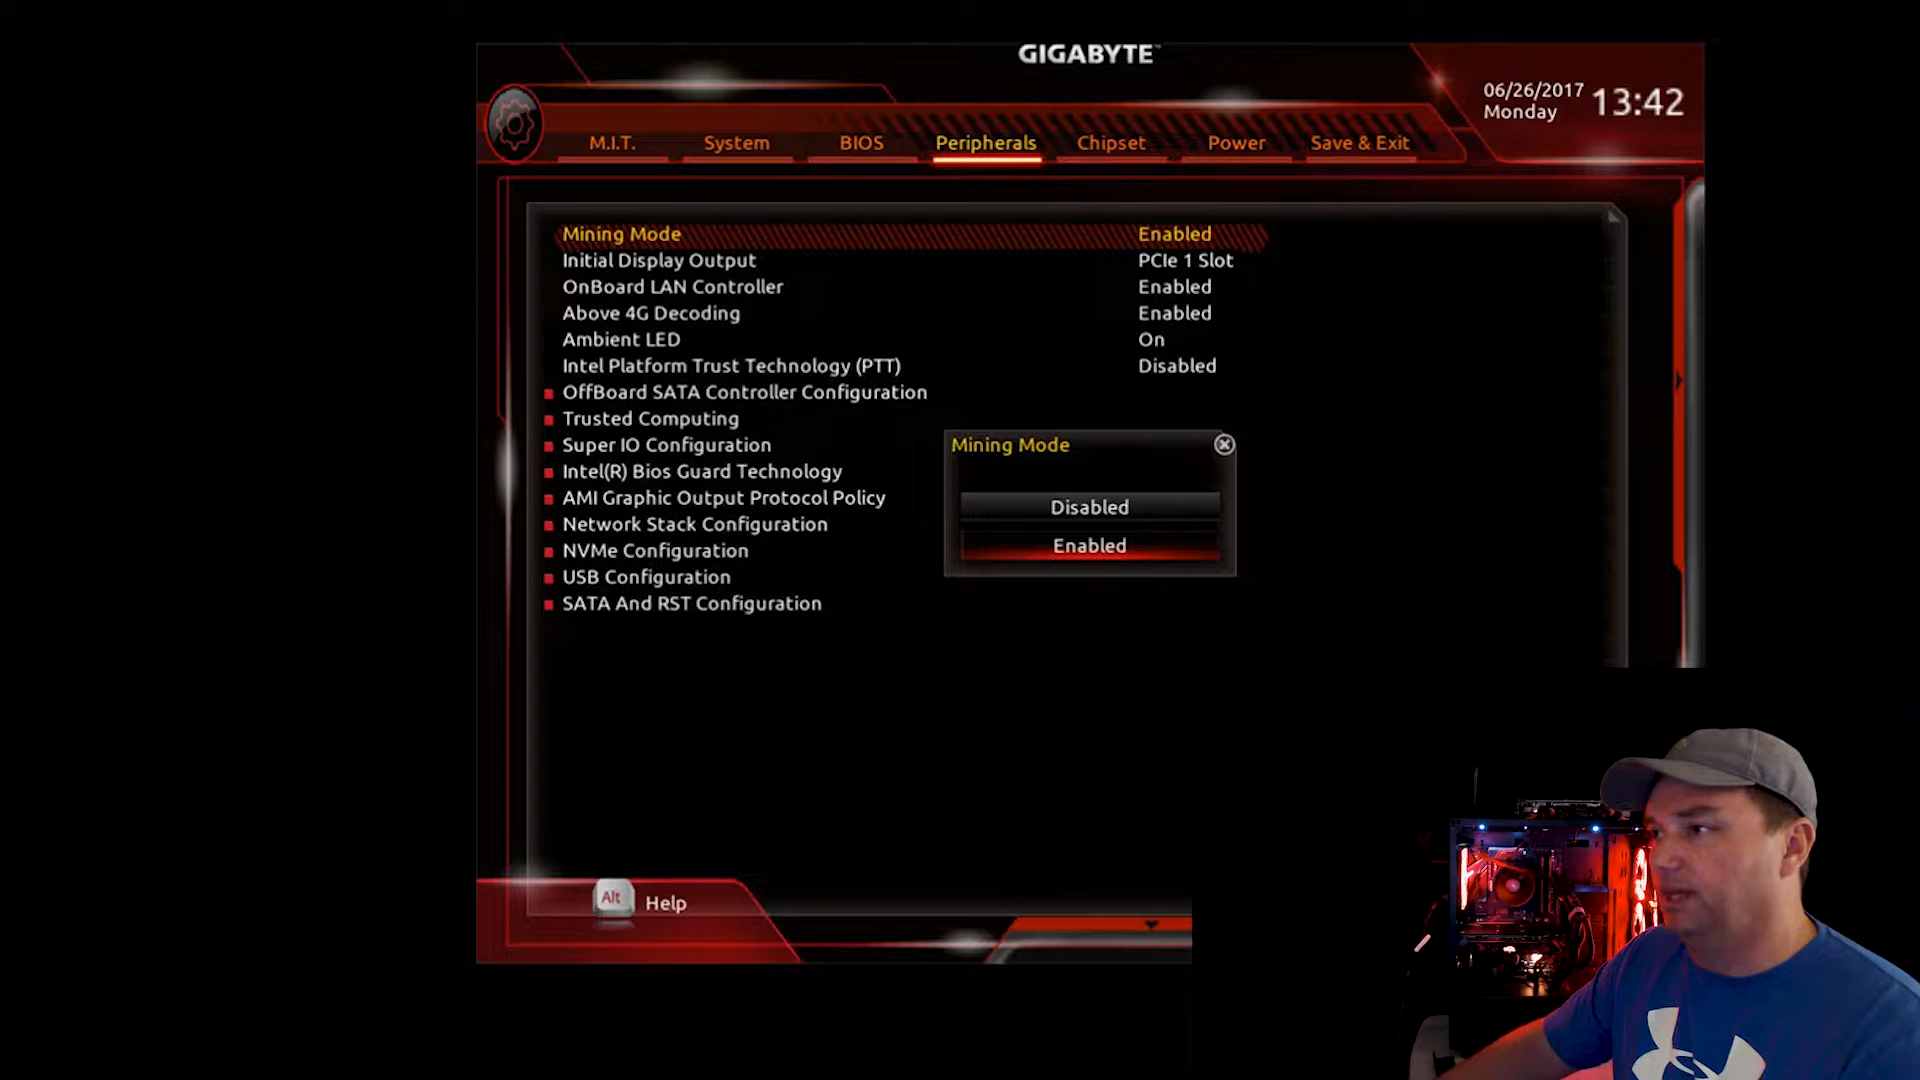 GIGABYTE
06/26/2017
Monday
13:42
M.I.T. System BIOS Peripherals Chipset Power Save & Exit
Mining Mode Enabled
Initial Display Output PCIe 1 Slot
OnBoard LAN Controller Enabled
Above 4G Decoding Enabled
Ambient LED On
Intel Platform Trust Technology (PTT) Disabled
OffBoard SATA Controller Configuration
Trusted Computing
Super IO Configuration
Intel(R) Bios Guard Technology
AMI Graphic Output Protocol Policy
Network Stack Configuration
NVMe Configuration
USB Configuration
SATA And RST Configuration
Mining Mode
Disabled
Enabled
Alt Help